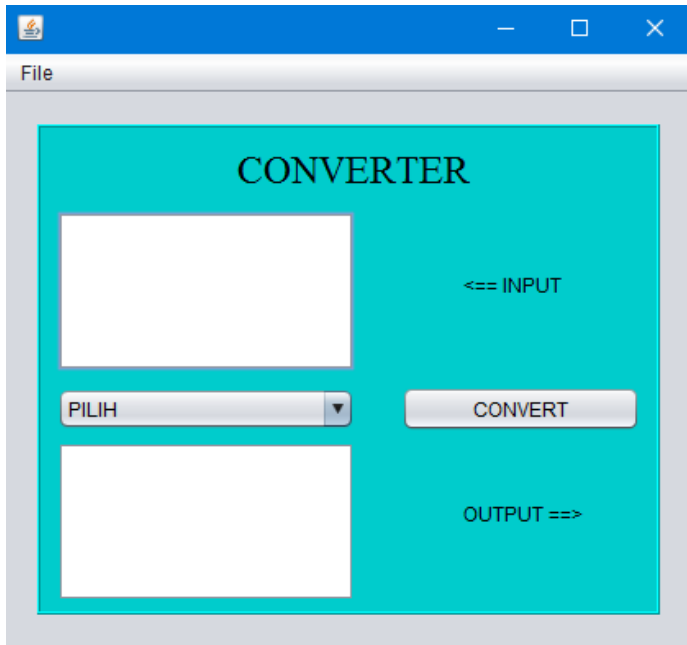 File
CONVERTER
<== INPUT
PILIH
CONVERT
OUTPUT ==>